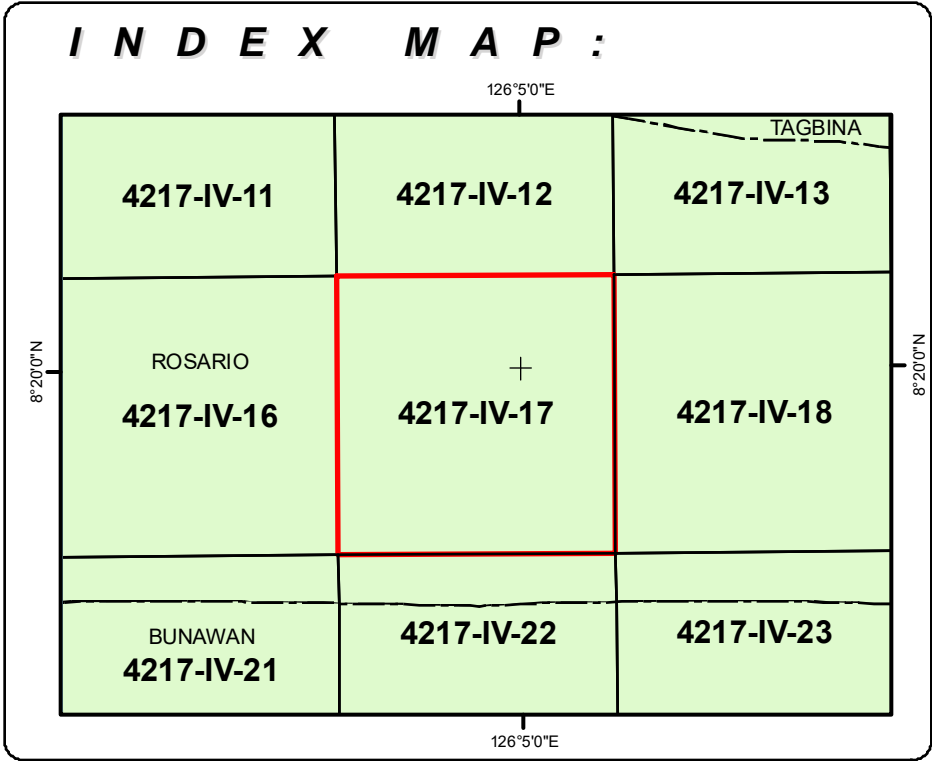 INDEX MAP:
126°5'0"E
TAGBINA
4217-IV-11
4217-IV-12
4217-IV-13
8°20'0"N
ROSARIO
4217-IV-16
4217-IV-17
4217-IV-18
8°20'0"N
BUNAWAN
4217-IV-21
4217-IV-22
4217-IV-23
126°5'0"E